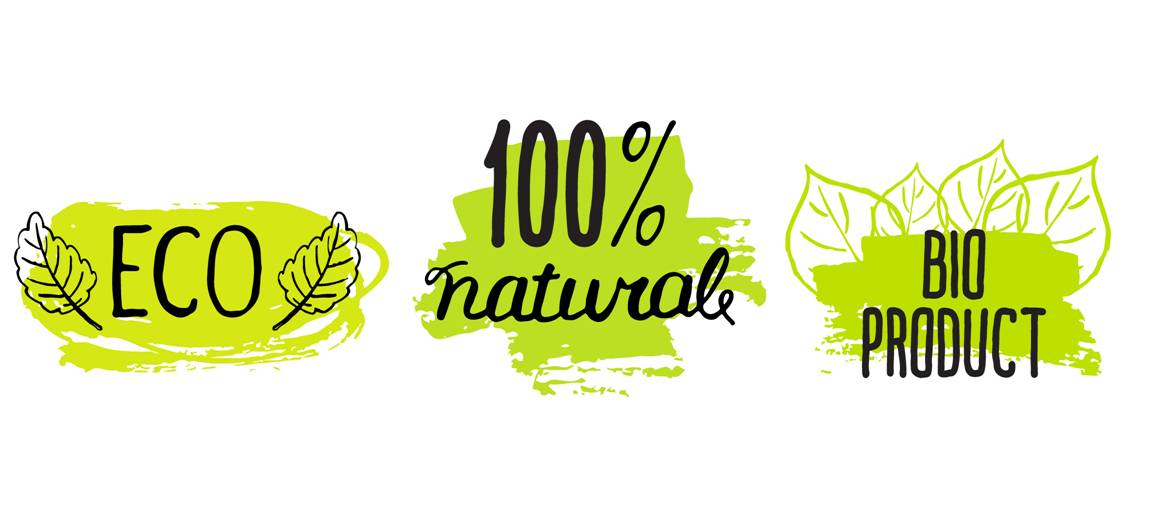 ECO
100%
natural
BIO
PRODUCT